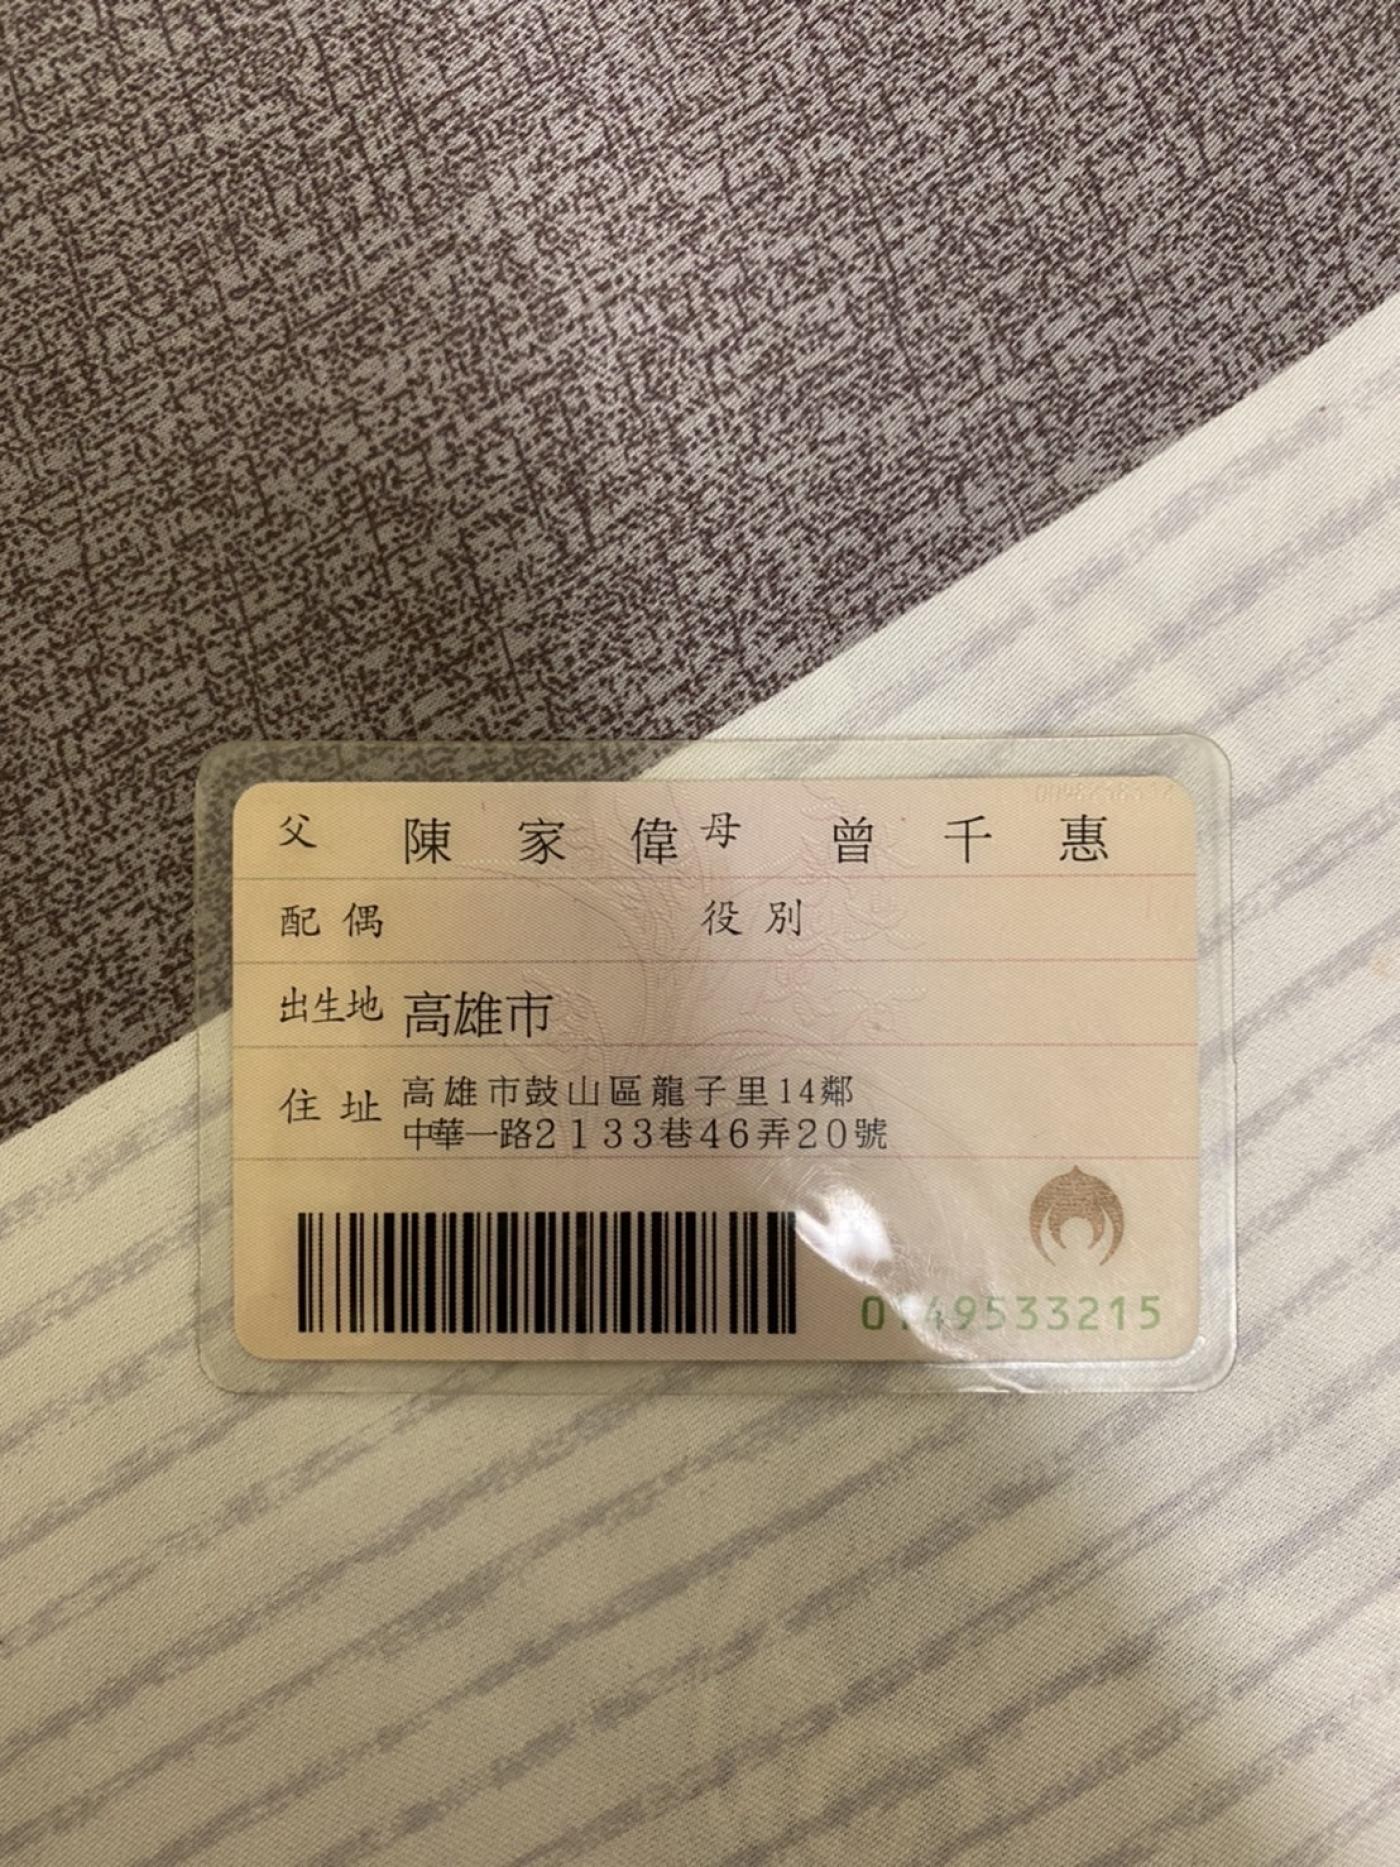 父 陳家偉 母 曾千惠
配偶 役別
出生地 高雄市
住址 高雄市鼓山區龍子里14鄰
中華一路2133巷46弄20號